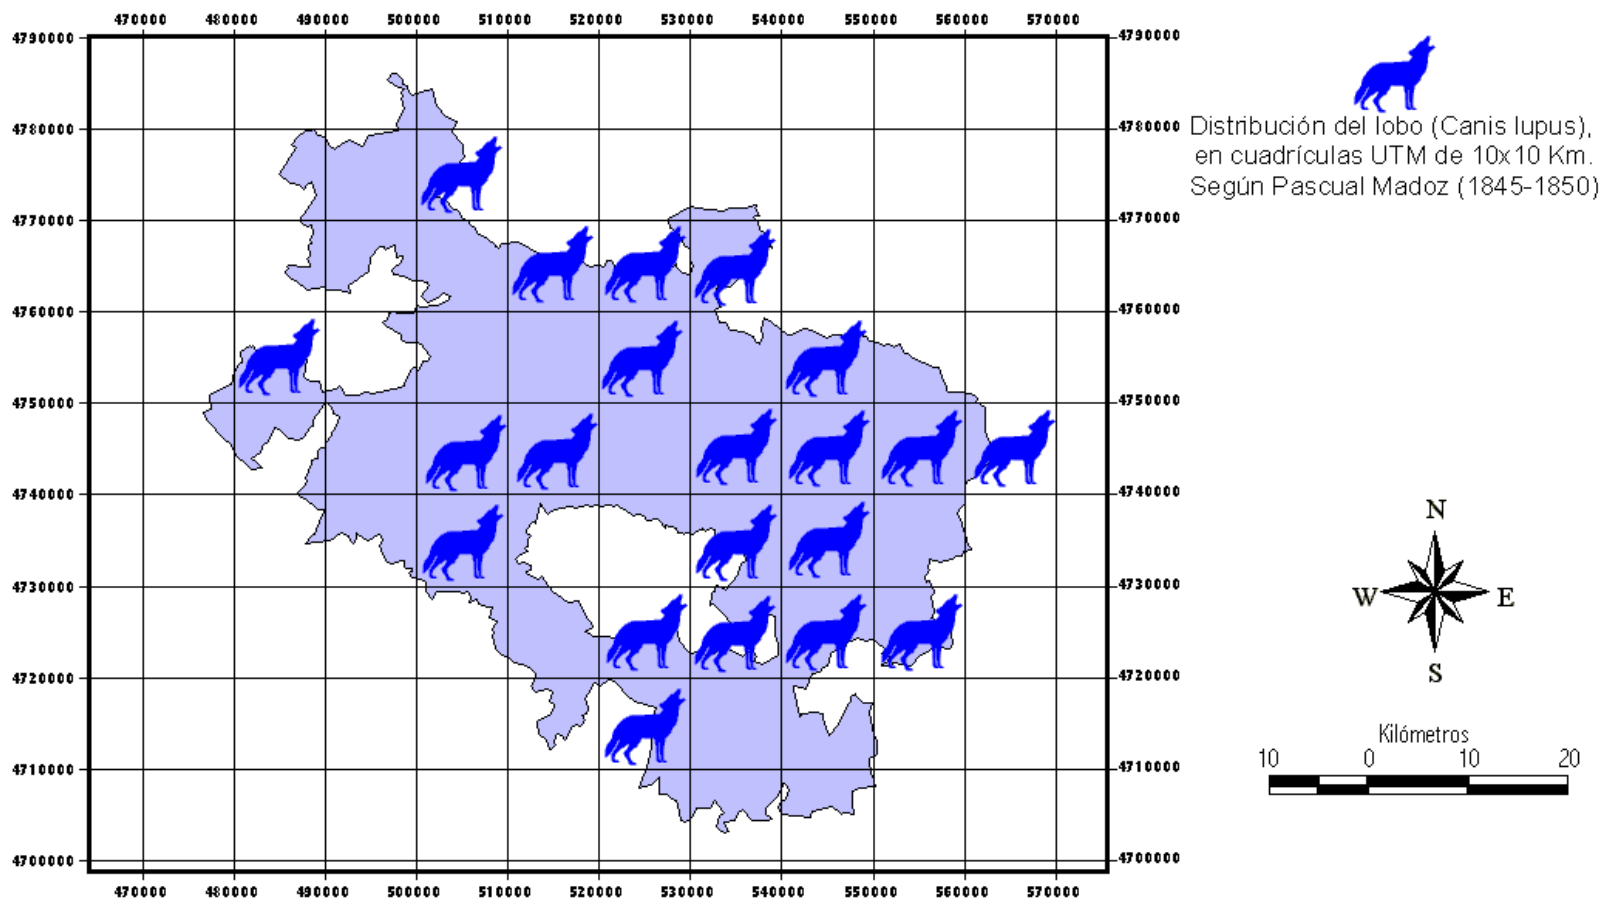 470000 480000 490000 500000 510000 520000 530000 540000 550000 560000 570000
4790000 4790000
4780000 4780000
Distribución del lobo (Canis lupus),
en cuadrículas UTM de 10x10 Km.
Según Pascual Madoz (1845-1850)
4770000 4770000
4760000 4760000
4750000 4750000
4740000 4740000
N
4730000 4730000
W E
S
4720000 4720000
Kilómetros
10 0 10 20
4710000 4710000
4700000 4700000
470000 480000 490000 500000 510000 520000 530000 540000 550000 560000 570000